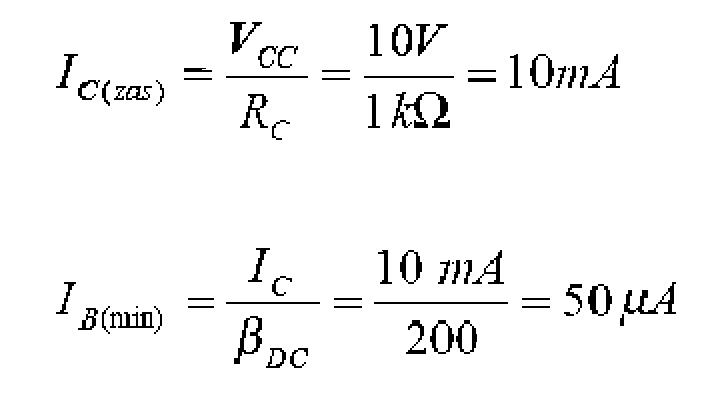 I_C(zas) = V_CC / R_C = 10V / 1kΩ = 10mA
I_B(min) = I_C / β_DC = 10 mA / 200 = 50 μA